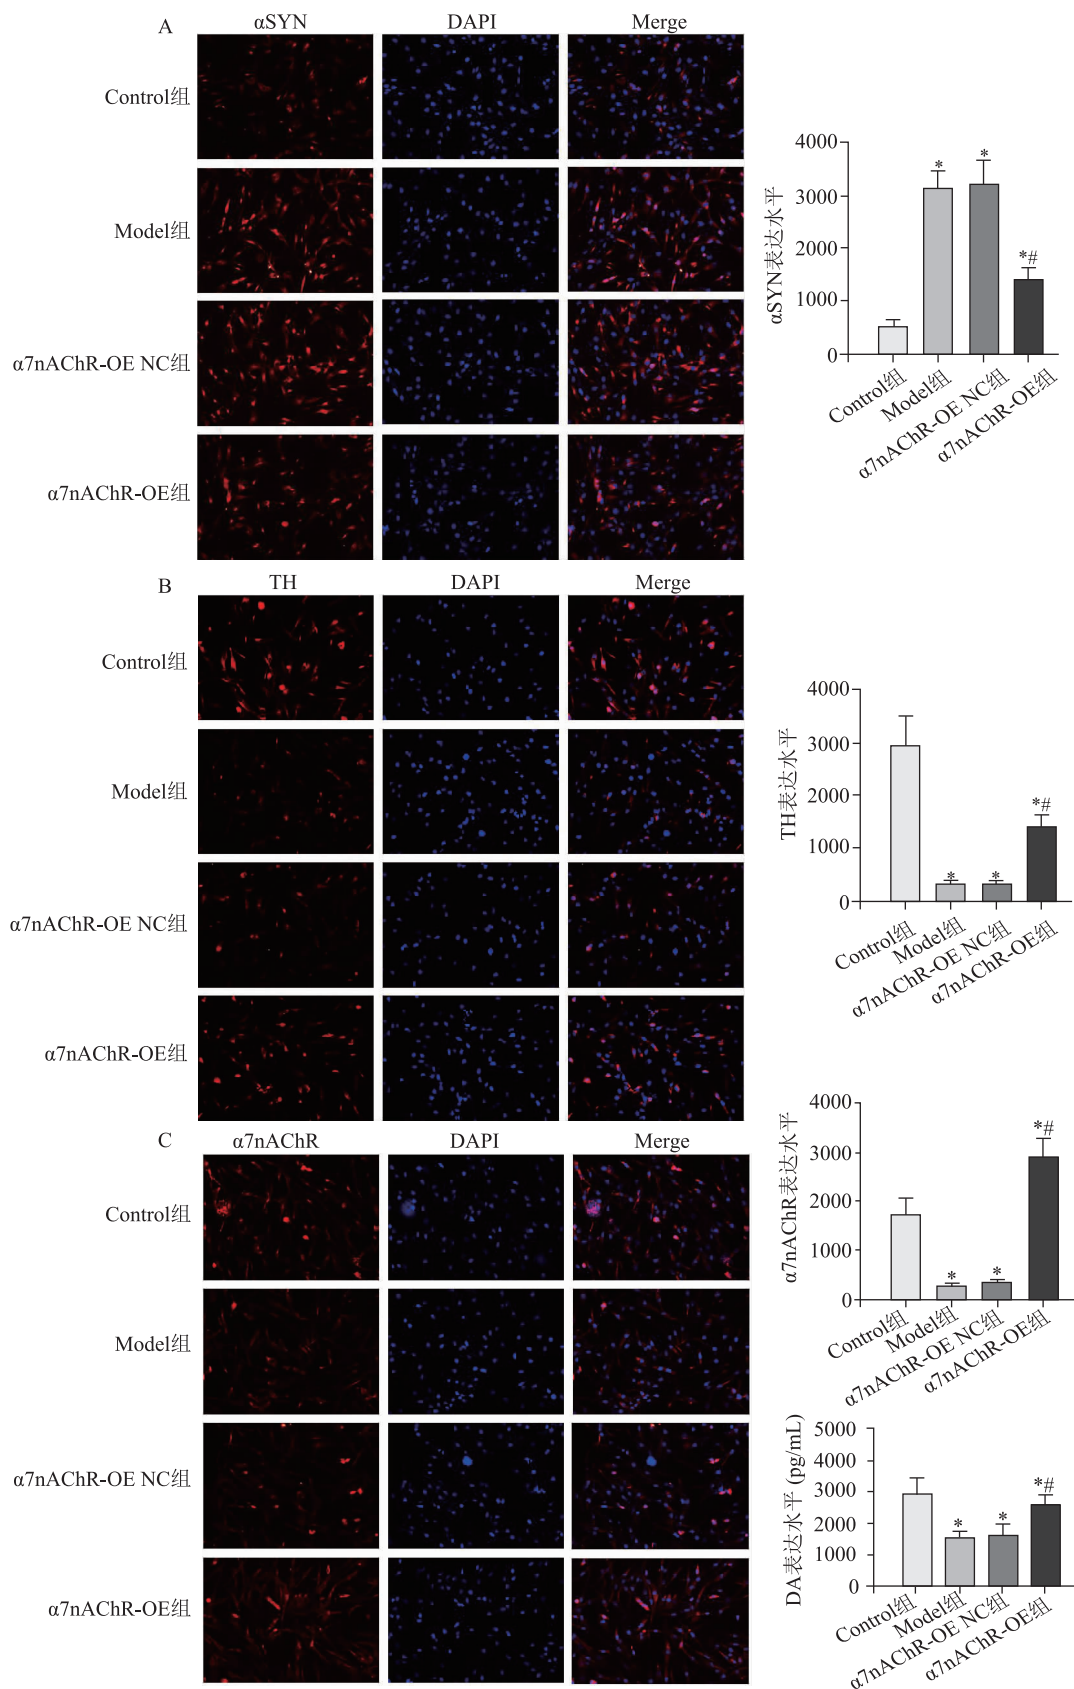 A
αSYN DAPI Merge
Control组
Model组
α7nAChR-OE NC组
α7nAChR-OE组
αSYN表达水平
4000
3000
2000
1000
0
*
*
*#
Control组
Model组
α7nAChR-OE NC组
α7nAChR-OE组
B
TH DAPI Merge
Control组
Model组
α7nAChR-OE NC组
α7nAChR-OE组
TH表达水平
4000
3000
2000
1000
0
*
*
*#
Control组
Model组
α7nAChR-OE NC组
α7nAChR-OE组
C
α7nAChR DAPI Merge
Control组
Model组
α7nAChR-OE NC组
α7nAChR-OE组
α7nAChR表达水平
4000
3000
2000
1000
0
*
*
*#
Control组
Model组
α7nAChR-OE NC组
α7nAChR-OE组
DA表达水平 (pg/mL)
5000
4000
3000
2000
1000
0
*
*
*#
Control组
Model组
α7nAChR-OE NC组
α7nAChR-OE组